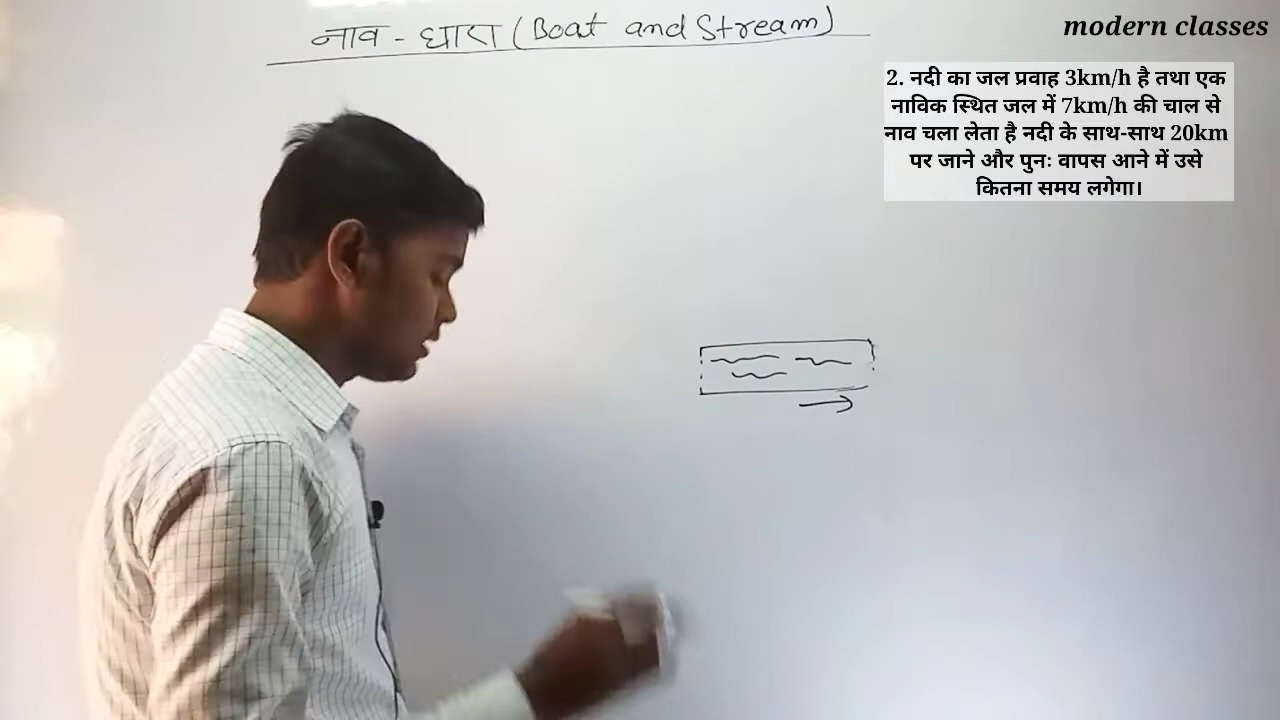 नाव - धारा (Boat and Stream)
modern classes
2. नदी का जल प्रवाह 3km/h है तथा एक
नाविक स्थित जल में 7km/h की चाल से
नाव चला लेता है नदी के साथ-साथ 20km
पर जाने और पुनः वापस आने में उसे
कितना समय लगेगा।